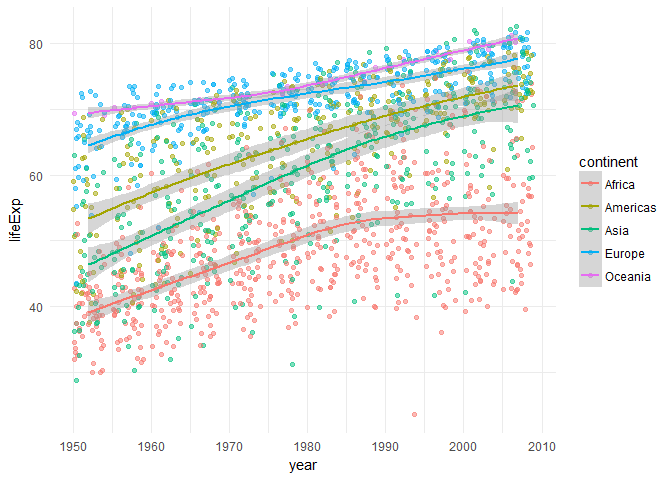 80
60
40
lifeExp
1950 1960 1970 1980 1990 2000 2010
year
continent
Africa
Americas
Asia
Europe
Oceania